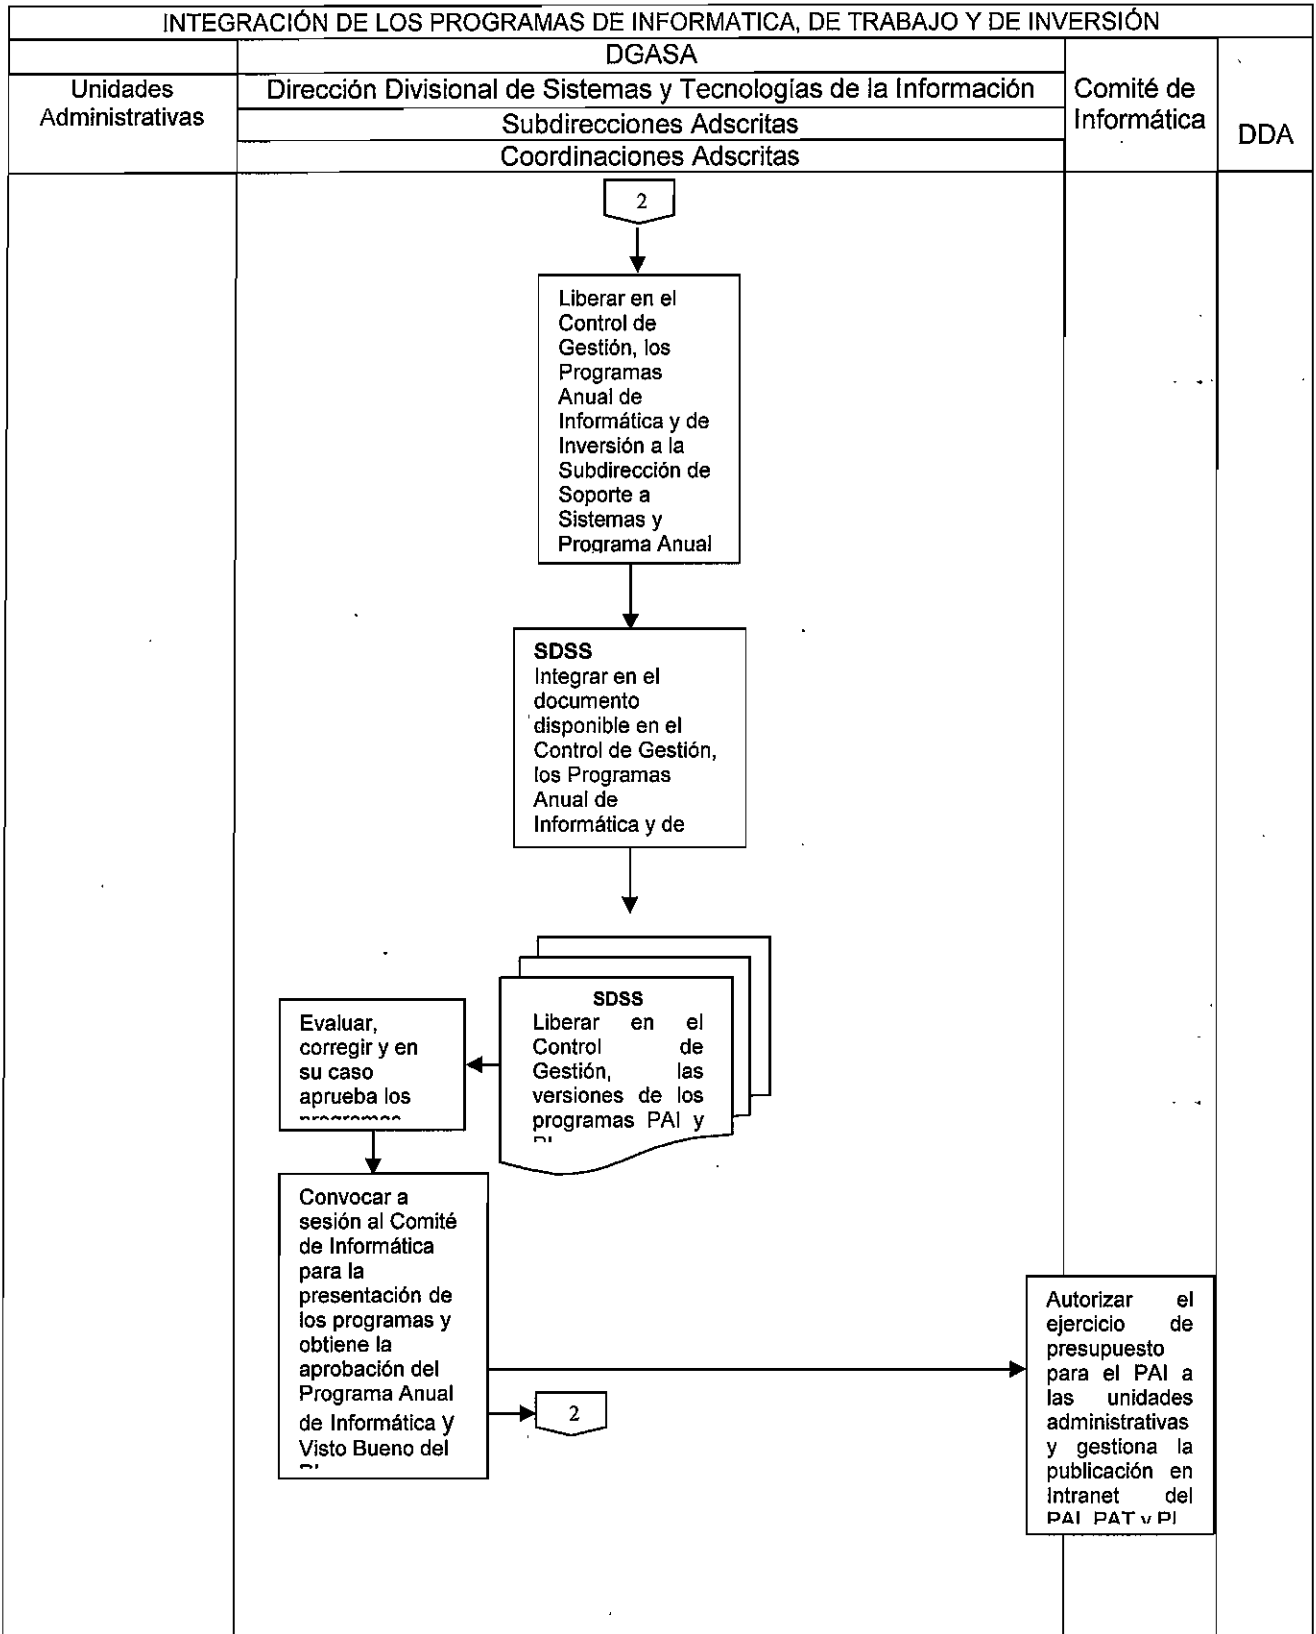 INTEGRACIÓN DE LOS PROGRAMAS DE INFORMATICA, DE TRABAJO Y DE INVERSIÓN
DGASA
Unidades
Administrativas
Dirección Divisional de Sistemas y Tecnologías de la Información
Subdirecciones Adscritas
Coordinaciones Adscritas
Comité de
Informática
DDA
2
Liberar en el
Control de
Gestión, los
Programas
Anual de
Informática y de
Inversión a la
Subdirección de
Soporte a
Sistemas y
Programa Anual
SDSS
Integrar en el
documento
disponible en el
Control de Gestión,
los Programas
Anual de
Informática y de
SDSS
Liberar en el
Control de
Gestión, las
versiones de los
programas PAI y
PI
Evaluar,
corregir y en
su caso
aprueba los
programas
Convocar a
sesión al Comité
de Informática
para la
presentación de
los programas y
obtiene la
aprobación del
Programa Anual
de Informática y
Visto Bueno del
PI
2
Autorizar el
ejercicio de
presupuesto
para el PAI a
las unidades
administrativas
y gestiona la
publicación en
Intranet del
PAI, PAT y PI